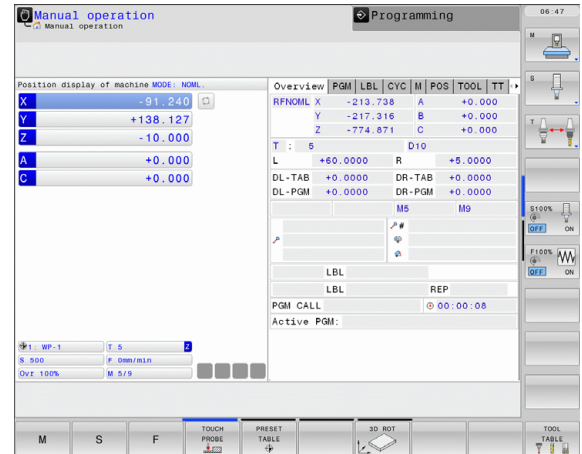 Manual operation
Manual operation
Programming
06:47
Position display of machine MODE: NOML.
X -91.240
Y +138.127
Z -10.000
A +0.000
C +0.000
Overview PGM LBL CYC M POS TOOL TT
RFNOML X -213.738 A +0.000
Y -217.316 B +0.000
Z -774.871 C +0.000
T : 5 D10
L +60.0000 R +5.0000
DL-TAB +0.0000 DR-TAB +0.0000
DL-PGM +0.0000 DR-PGM +0.0000
M5 M9
#
LBL
LBL REP
PGM CALL 00:00:08
Active PGM:
1: WP-1 T 5 Z
S 500 F 0mm/min
Ovr 100% M 5/9
M
S
T
S100%
OFF ON
F100%
OFF ON
M S F TOUCH PROBE PRESET TABLE 3D ROT TOOL TABLE